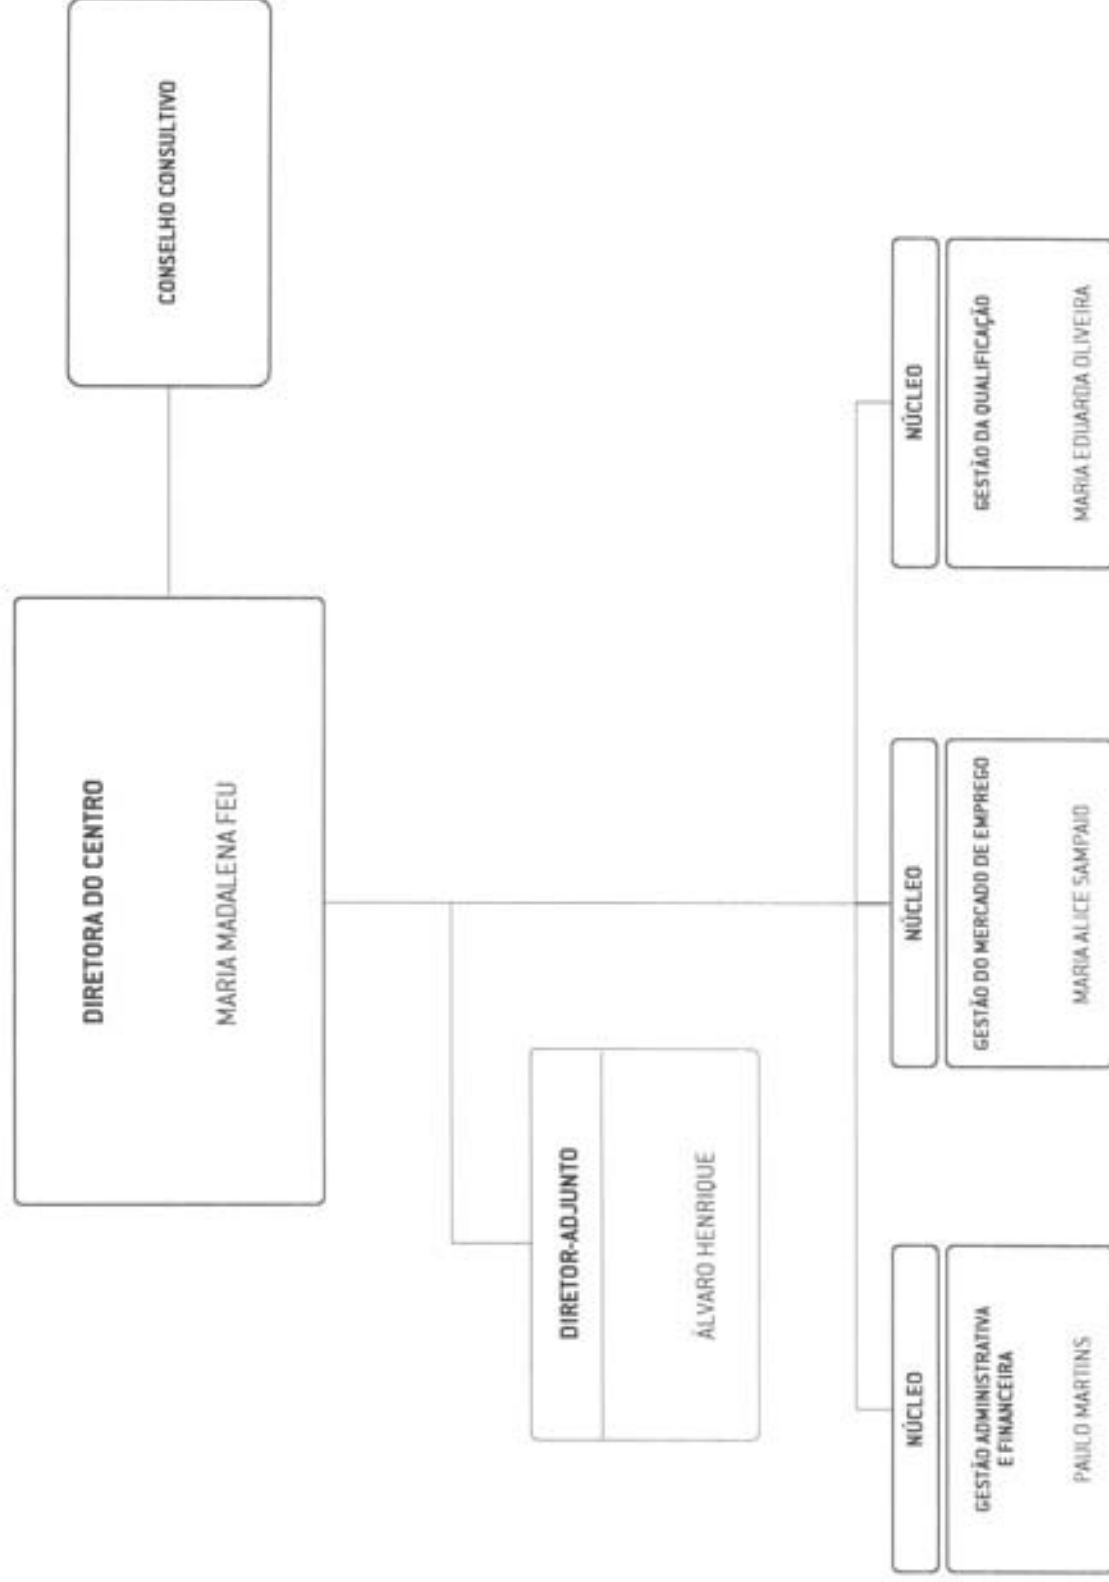 DIRETORA DO CENTRO
MARIA MADALENA FEU
CONSELHO CONSULTIVO
DIRETOR-ADJUNTO
ÁLVARO HENRIQUE
NÚCLEO
GESTÃO ADMINISTRATIVA
E FINANCEIRA
PAULO MARTINS
NÚCLEO
GESTÃO DO MERCADO DE EMPREGO
MARIA ALICE SAMPAIO
NÚCLEO
GESTÃO DA QUALIFICAÇÃO
MARIA EDUARDA OLIVEIRA